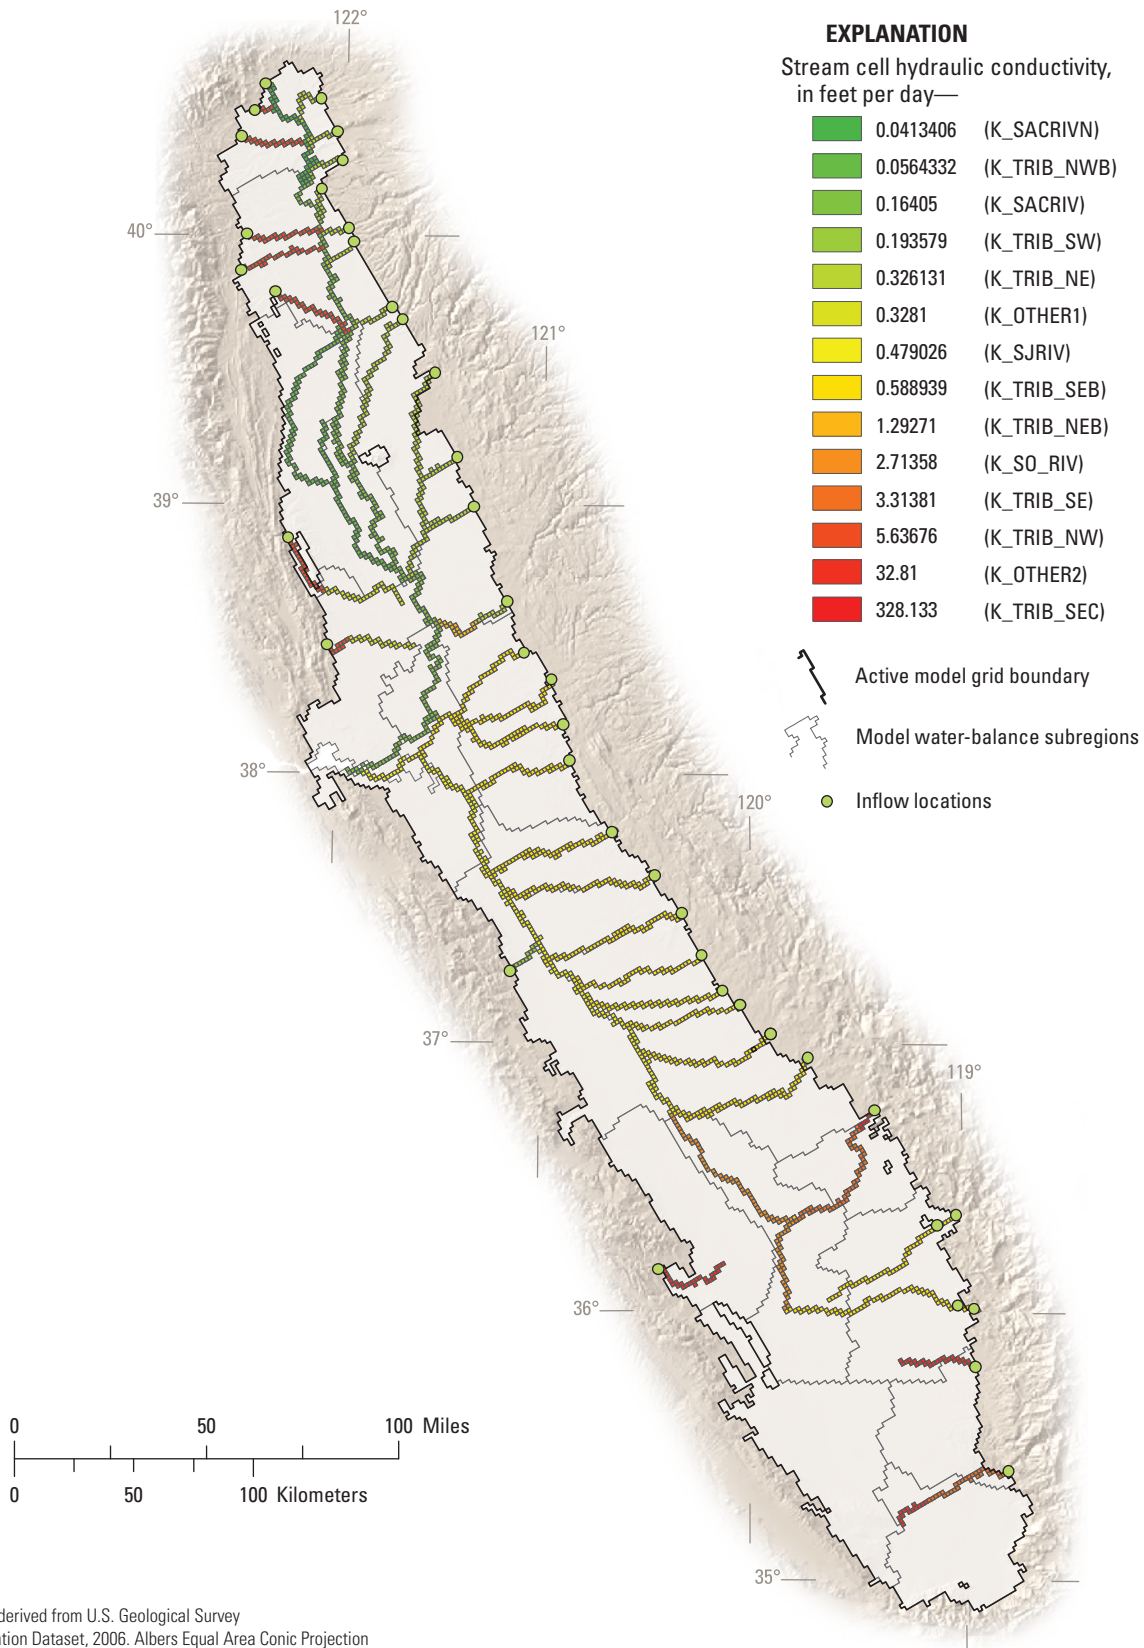 122°
EXPLANATION
Stream cell hydraulic conductivity,
in feet per day—
0.0413406 (K_SACRIVN)
0.0564332 (K_TRIB_NWB)
0.16405 (K_SACRIV)
0.193579 (K_TRIB_SW)
0.326131 (K_TRIB_NE)
0.3281 (K_OTHER1)
0.479026 (K_SJRIV)
0.588939 (K_TRIB_SEB)
1.29271 (K_TRIB_NEB)
2.71358 (K_SO_RIV)
3.31381 (K_TRIB_SE)
5.63676 (K_TRIB_NW)
32.81 (K_OTHER2)
328.133 (K_TRIB_SEC)
Active model grid boundary
Model water-balance subregions
Inflow locations
40°
121°
39°
38°
120°
37°
119°
36°
35°
0 50 100 Miles
0 50 100 Kilometers
derived from U.S. Geological Survey
ation Dataset, 2006. Albers Equal Area Conic Projection